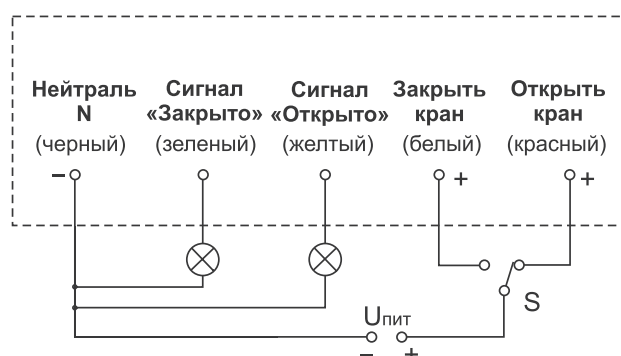 Нейтраль N (черный)
Сигнал «Закрыто» (зеленый)
Сигнал «Открыто» (желтый)
Закрыть кран (белый)
Открыть кран (красный)
– + +
S
Uпит
– +